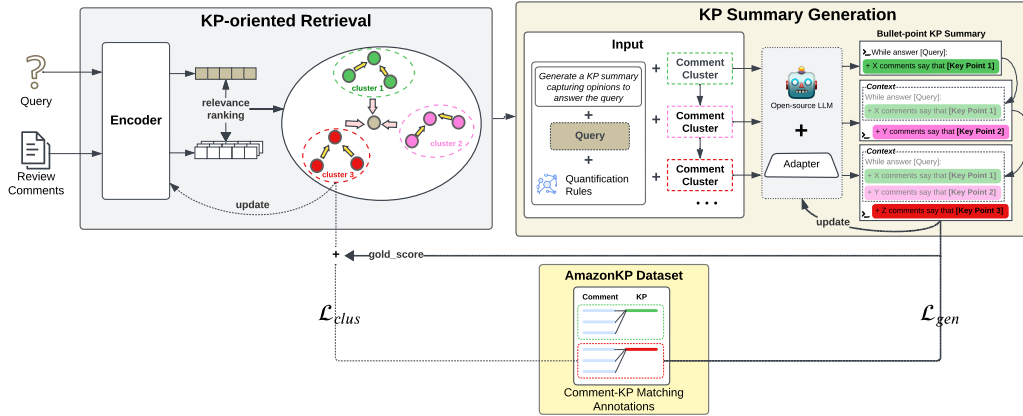 KP-oriented Retrieval
Query
Review
Comments
Encoder
relevance
ranking
cluster 1
cluster 2
cluster 3
update
KP Summary Generation
Input
Generate a KP summary
capturing opinions to
answer the query
+
Query
+
Quantification
Rules
+
Comment
Cluster
+
Comment
Cluster
+
Comment
Cluster
...
Open-source LLM
+
Adapter
update
Bullet-point KP Summary
While answer [Query]:
+ X comments say that [Key Point 1]
Context
While answer [Query]:
+ X comments say that [Key Point 1]
+ Y comments say that [Key Point 2]
Context
While answer [Query]:
+ X comments say that [Key Point 1]
+ Y comments say that [Key Point 2]
+ Z comments say that [Key Point 3]
+
gold_score
ℒclus
ℒgen
AmazonKP Dataset
Comment KP
Comment-KP Matching
Annotations